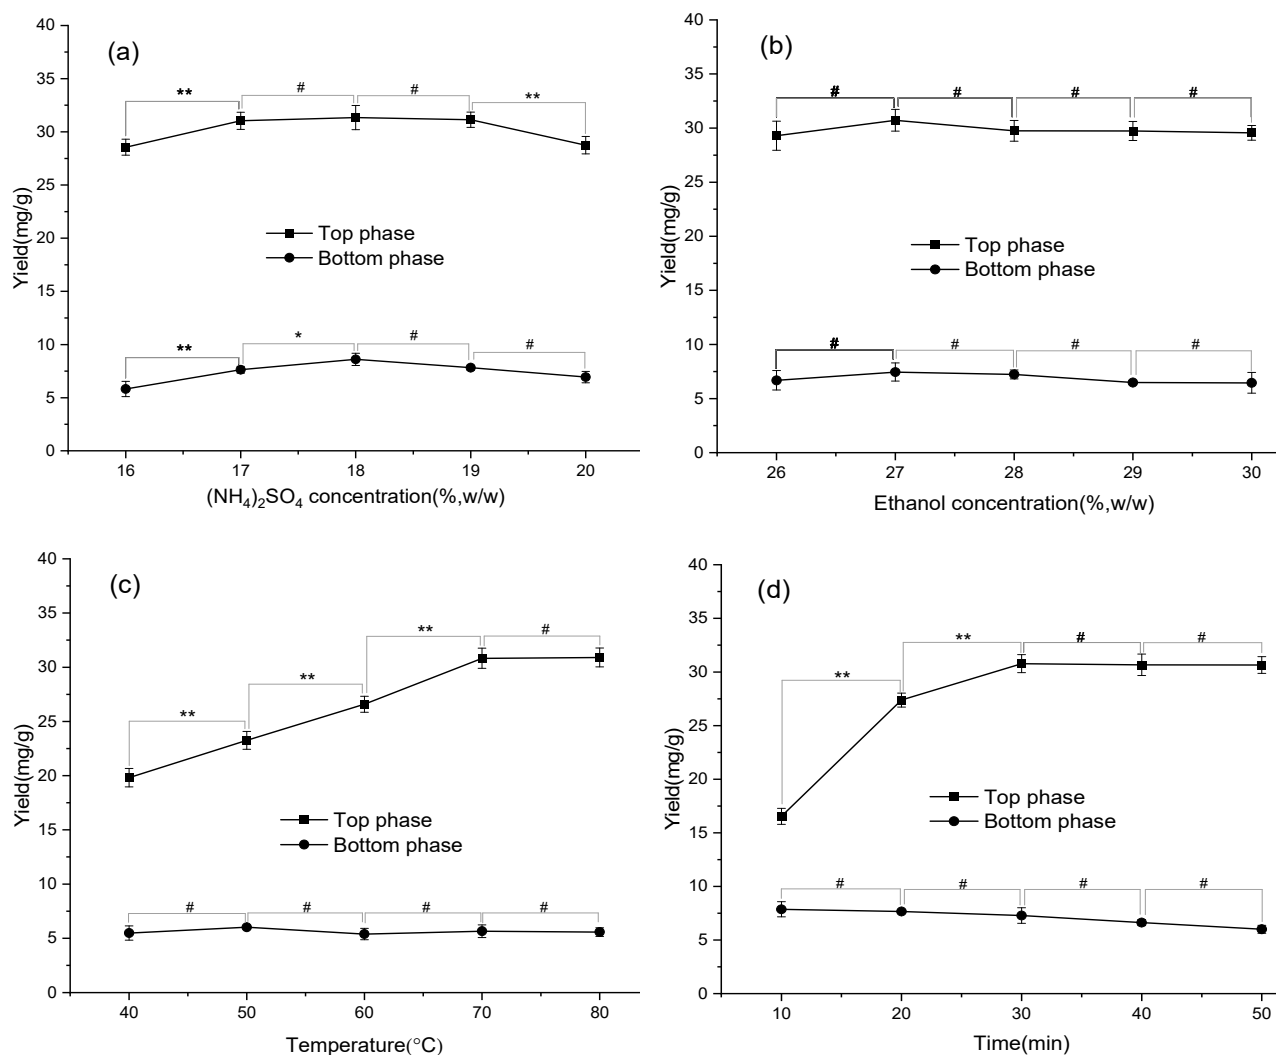 (a)
Yield(mg/g)
40
35
30
25
20
15
10
5
0
** # # **
Top phase
Bottom phase
** * # #
16 17 18 19 20
(NH4)2SO4 concentration(%,w/w)
(b)
Yield(mg/g)
40
35
30
25
20
15
10
5
0
# # # #
Top phase
Bottom phase
# # # #
26 27 28 29 30
Ethanol concentration(%,w/w)
(c)
Yield(mg/g)
40
35
30
25
20
15
10
5
0
** ** ** #
Top phase
Bottom phase
# # # #
40 50 60 70 80
Temperature(°C)
(d)
Yield(mg/g)
40
35
30
25
20
15
10
5
0
** ** # #
Top phase
Bottom phase
# # # #
10 20 30 40 50
Time(min)